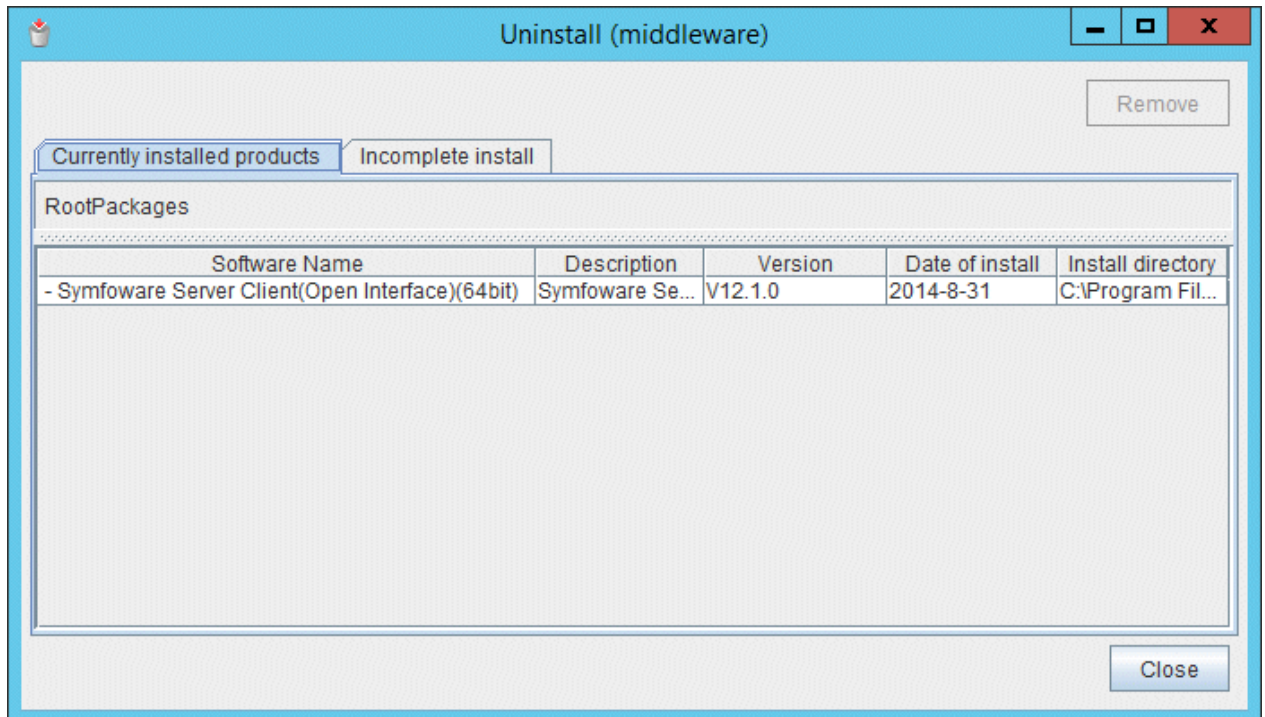 Uninstall (middleware)
Remove
Currently installed products Incomplete install
RootPackages
Software Name Description Version Date of install Install directory
- Symfoware Server Client(Open Interface)(64bit) Symfoware Se... V12.1.0 2014-8-31 C:\Program Fil...
Close